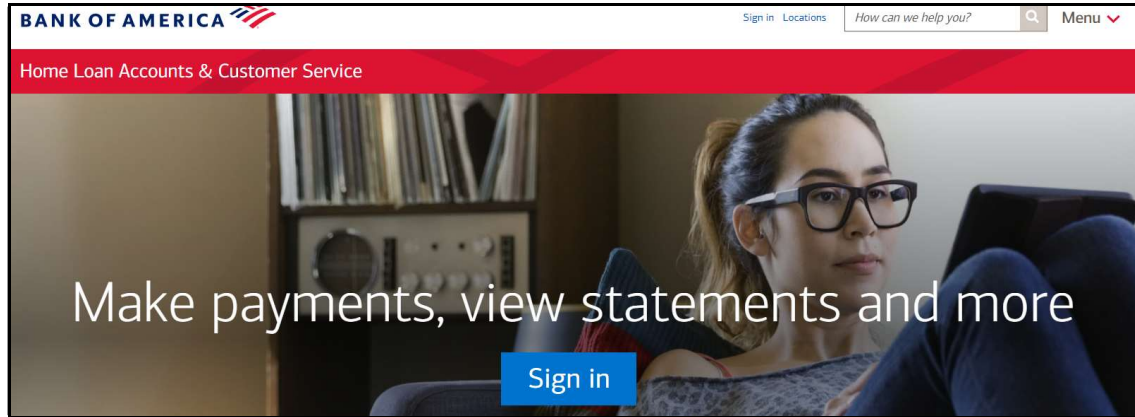 BANK OF AMERICA
Sign in Locations How can we help you? Menu
Home Loan Accounts & Customer Service
Make payments, view statements and more
Sign in